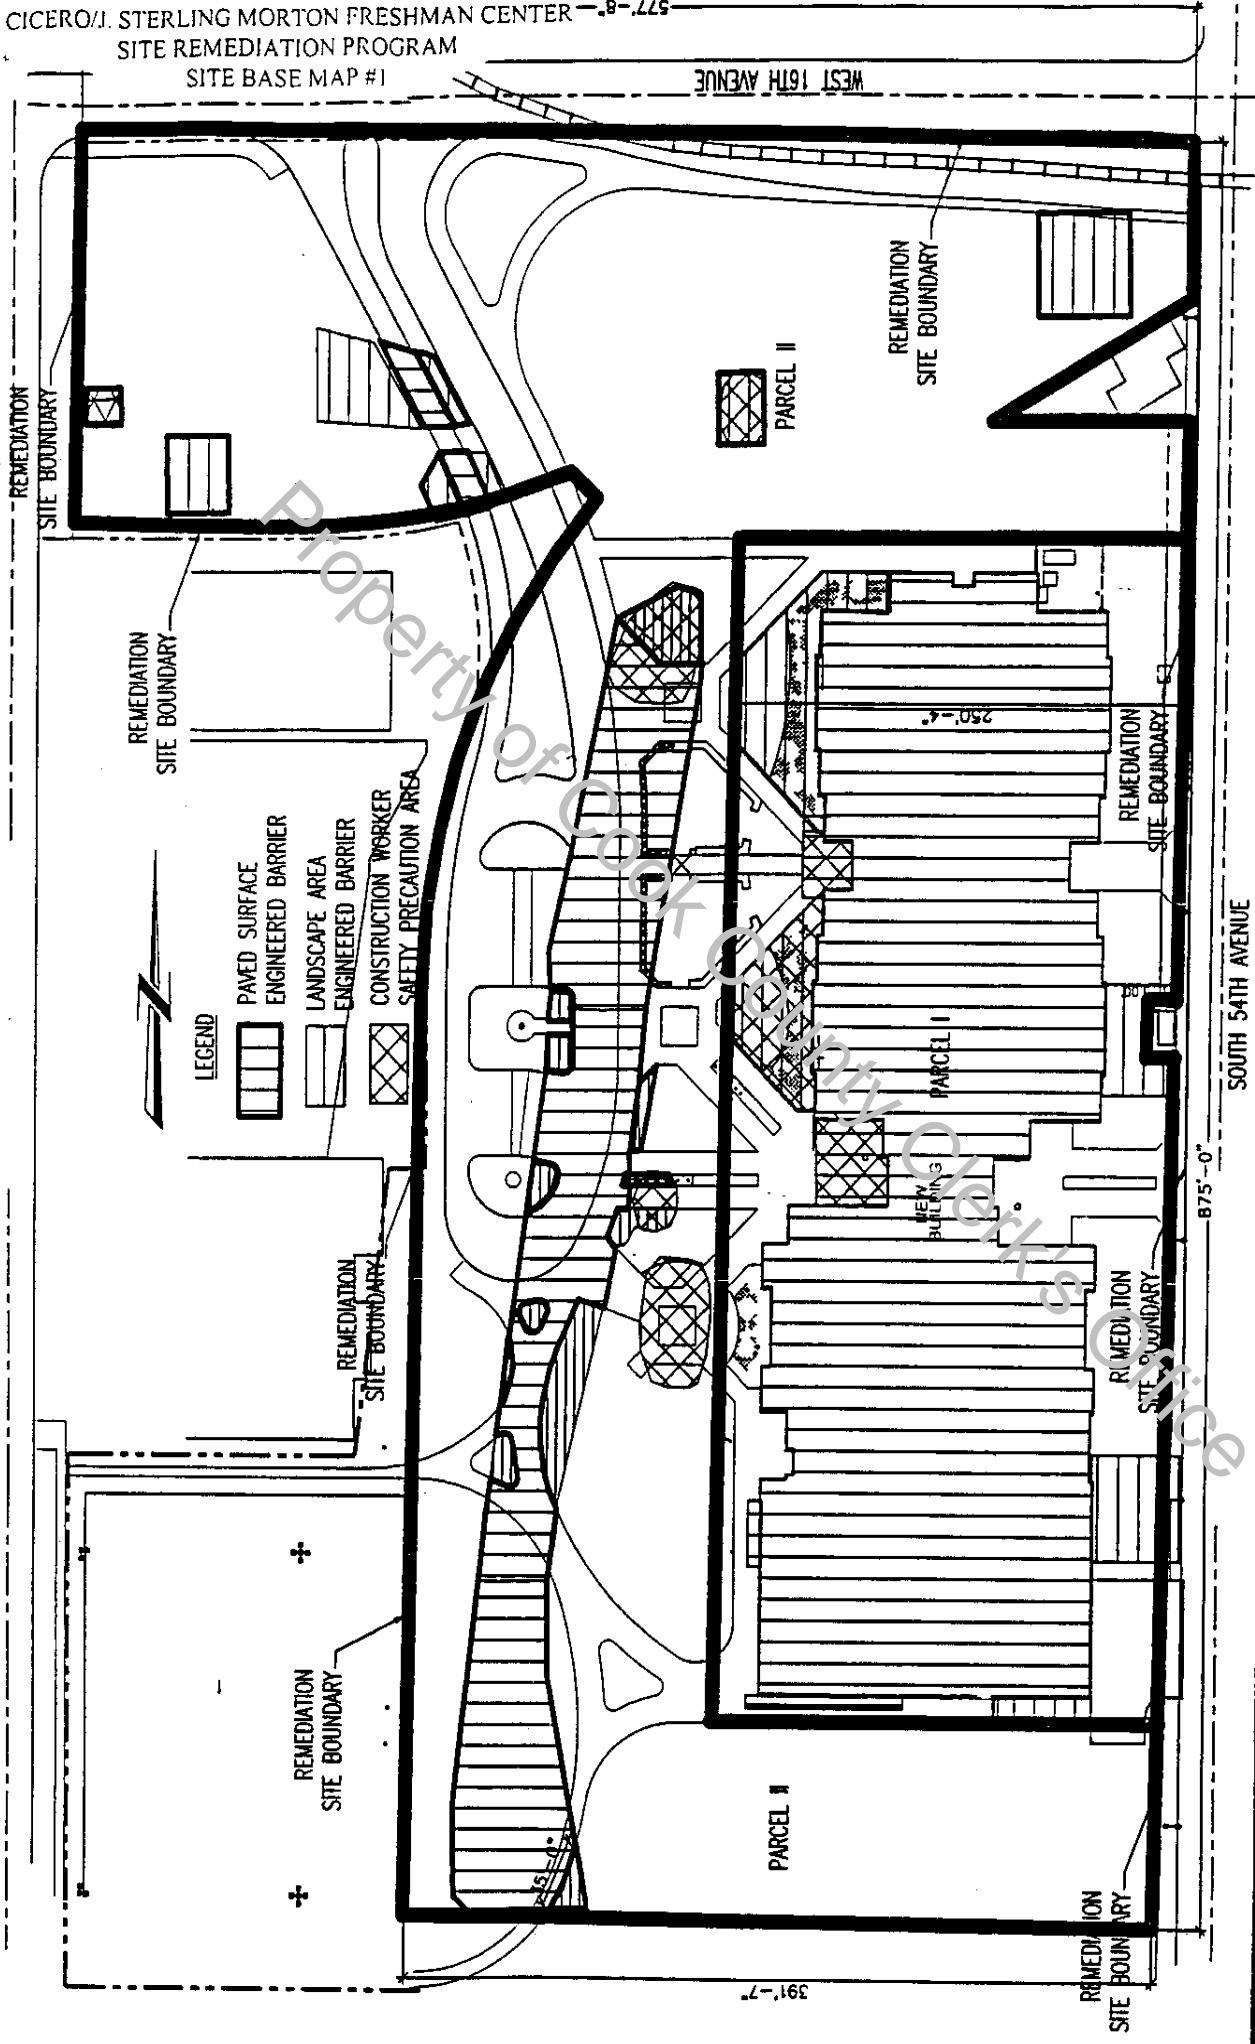 CICERO/J. STERLING MORTON FRESHMAN CENTER
SITE REMEDIATION PROGRAM
SITE BASE MAP #1
577'-8"
WEST 16TH AVENUE
REMEDIATION
SITE BOUNDARY
REMEDIATION
SITE BOUNDARY
PARCEL II
REMEDIATION
SITE BOUNDARY
250'-4"
REMEDIATION
SITE BOUNDARY
LEGEND
PAVED SURFACE
ENGINEERED BARRIER
LANDSCAPE AREA
ENGINEERED BARRIER
CONSTRUCTION WORKER
SAFETY PRECAUTION AREA
PARCEL I
NEW
BUILDING
SOUTH 54TH AVENUE
875'-0"
REMEDIATION
SITE BOUNDARY
REMEDIATION
SITE BOUNDARY
REMEDIATION
SITE BOUNDARY
PARCEL II
REMEDIATION
SITE BOUNDARY
391'-7"
Property of Cook County Clerk's Office